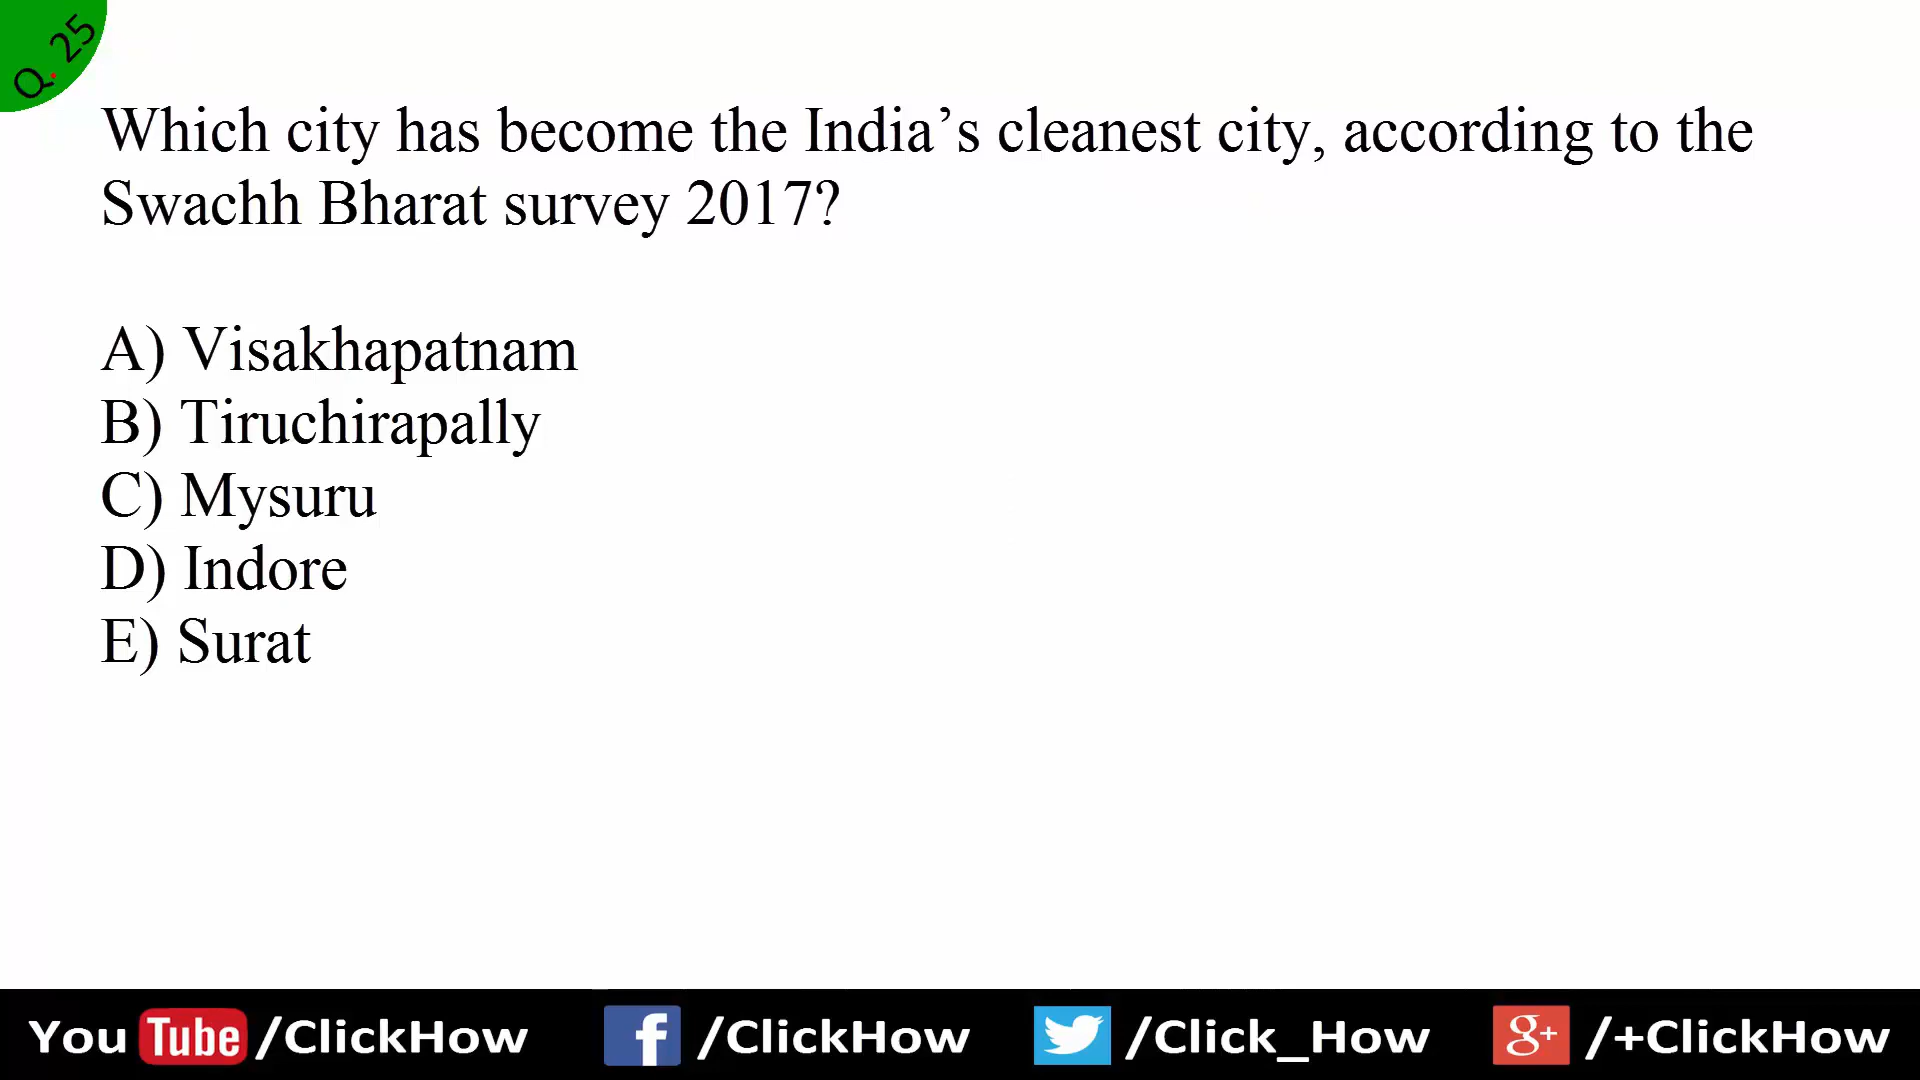 Q. 25
Which city has become the India’s cleanest city, according to the
Swachh Bharat survey 2017?
A) Visakhapatnam
B) Tiruchirapally
C) Mysuru
D) Indore
E) Surat
You Tube /ClickHow f /ClickHow /Click_How g+ /+ClickHow